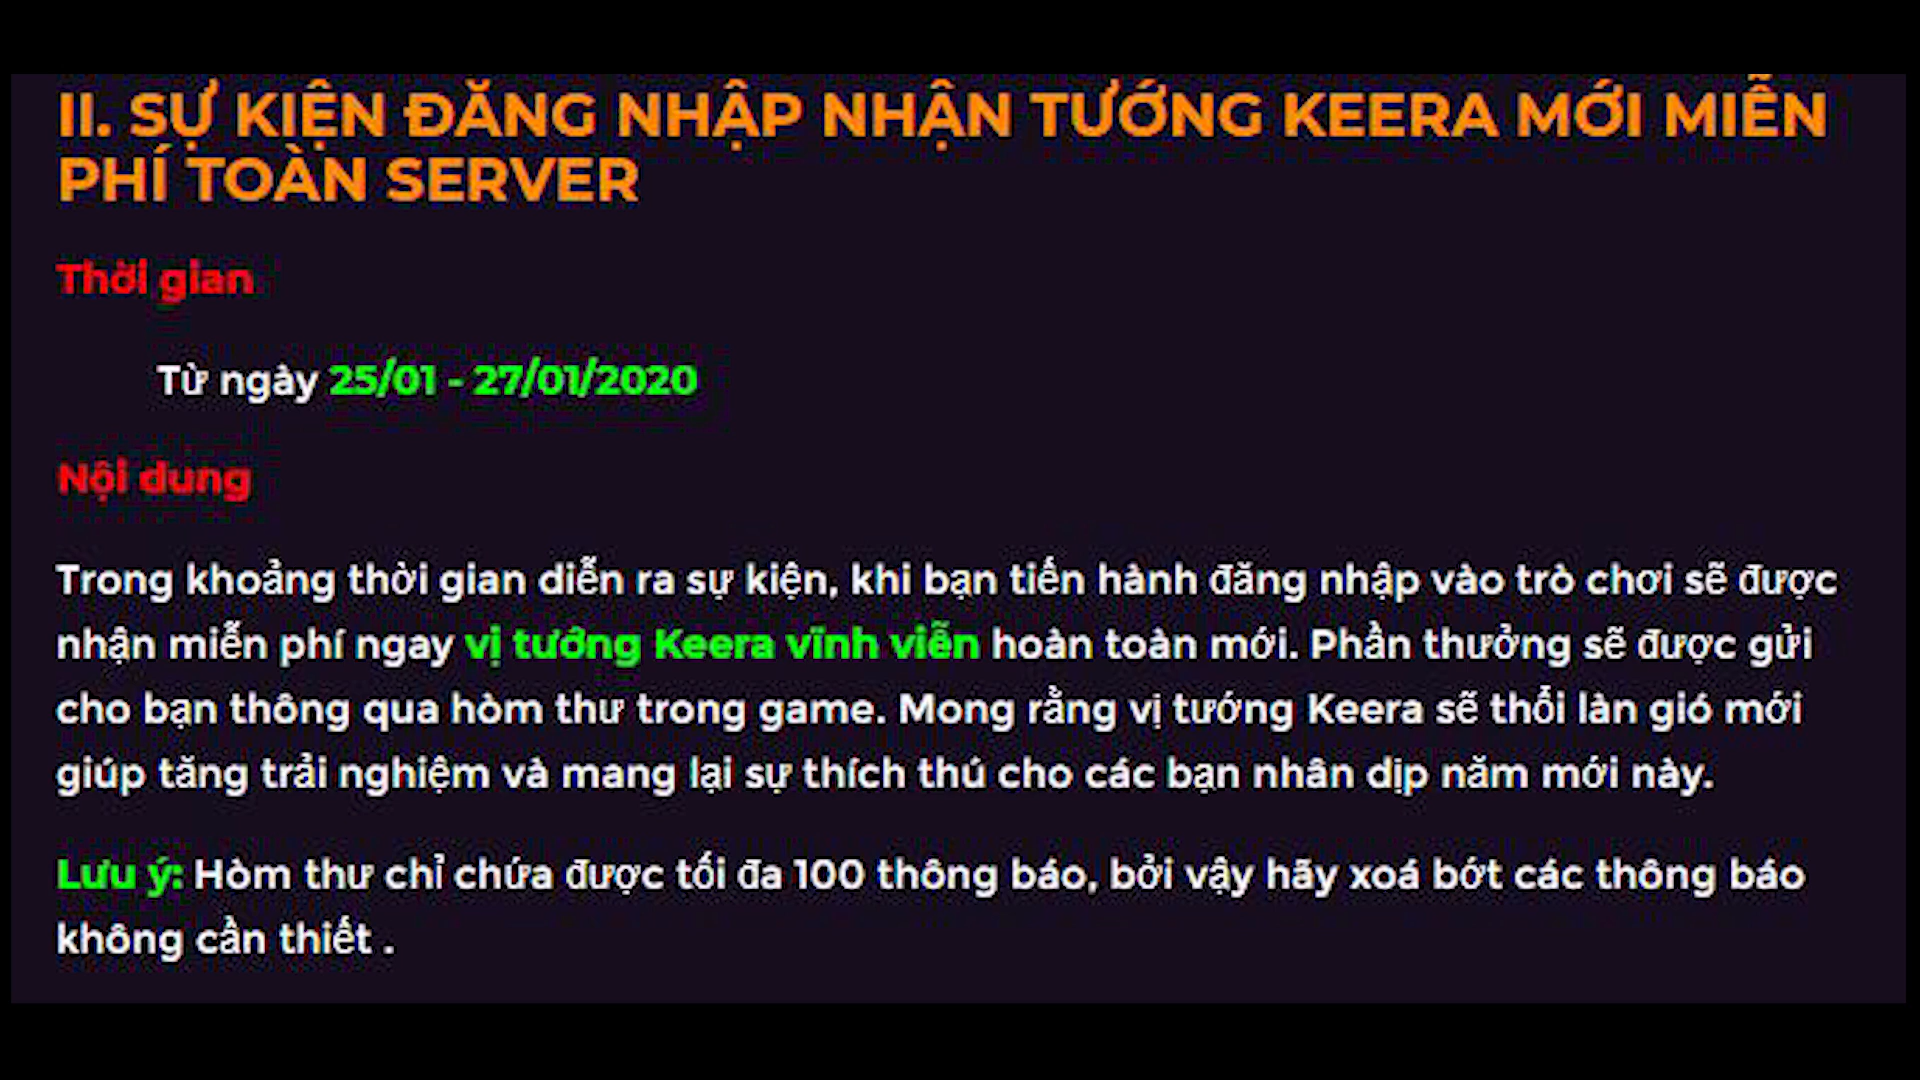 II. SỰ KIỆN ĐĂNG NHẬP NHẬN TƯỚNG KEERA MỚI MIỄN
PHÍ TOÀN SERVER
Thời gian
Từ ngày 25/01 - 27/01/2020
Nội dung
Trong khoảng thời gian diễn ra sự kiện, khi bạn tiến hành đăng nhập vào trò chơi sẽ được
nhận miễn phí ngay vị tướng Keera vĩnh viễn hoàn toàn mới. Phần thưởng sẽ được gửi
cho bạn thông qua hòm thư trong game. Mong rằng vị tướng Keera sẽ thổi làn gió mới
giúp tăng trải nghiệm và mang lại sự thích thú cho các bạn nhân dịp năm mới này.
Lưu ý: Hòm thư chỉ chứa được tối đa 100 thông báo, bởi vậy hãy xoá bớt các thông báo
không cần thiết .